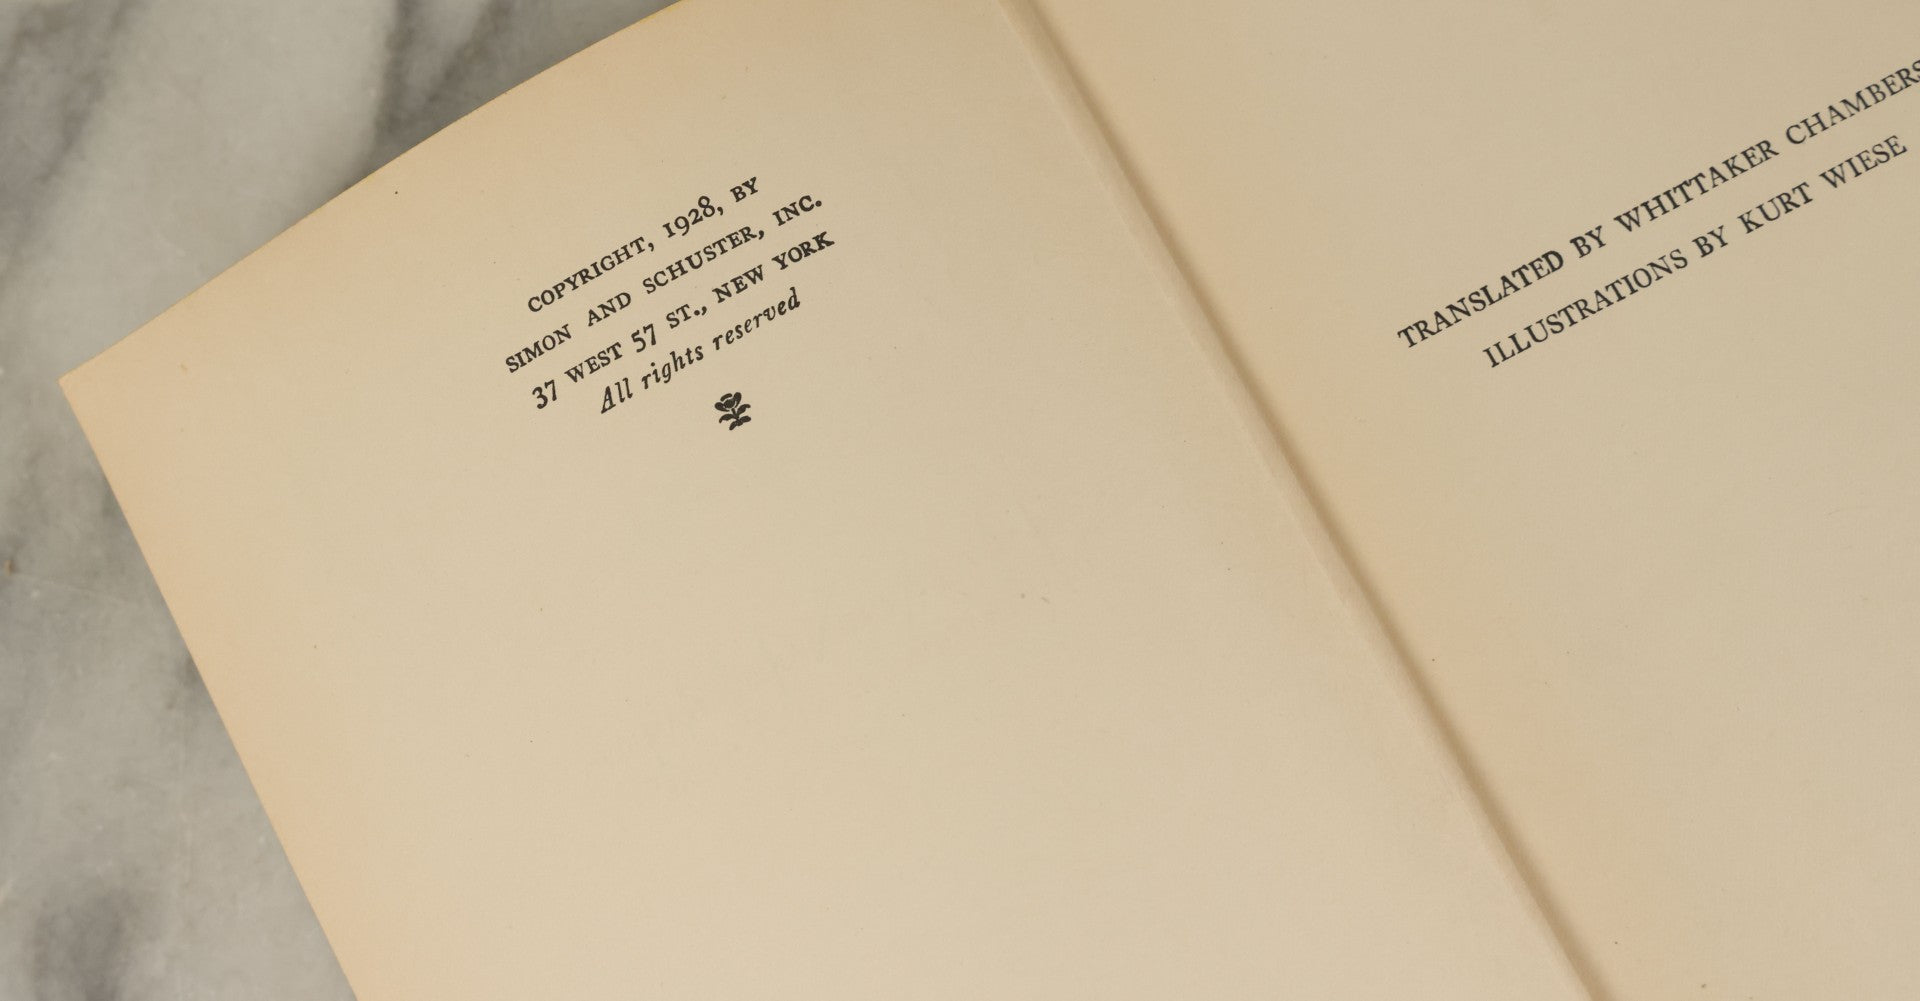 COPYRIGHT, 1928, BY
SIMON AND SCHUSTER, INC.
37 WEST 57 ST., NEW YORK
All rights reserved
TRANSLATED BY WHITTAKER CHAMBERS
ILLUSTRATIONS BY KURT WIESE